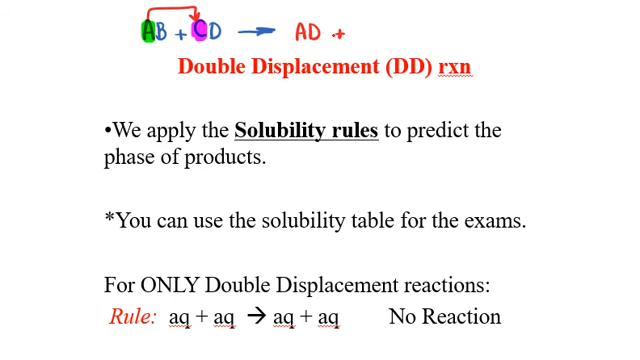 AB + CD → AD +
Double Displacement (DD) rxn
•We apply the Solubility rules to predict the
phase of products.
*You can use the solubility table for the exams.
For ONLY Double Displacement reactions:
Rule: aq + aq → aq + aq No Reaction